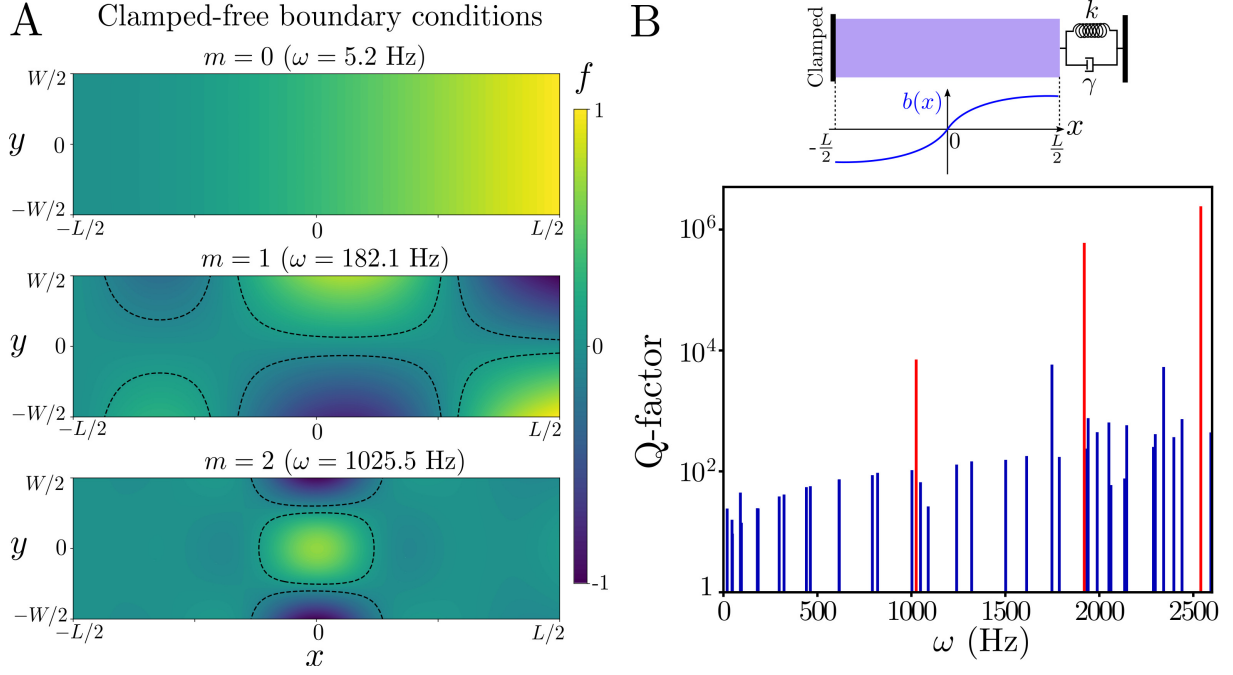 A
Clamped-free boundary conditions
m = 0 (ω = 5.2 Hz)
W/2
y 0
−W/2
−L/2 0 L/2
m = 1 (ω = 182.1 Hz)
W/2
y 0
−W/2
−L/2 0 L/2
m = 2 (ω = 1025.5 Hz)
W/2
y 0
−W/2
−L/2 0 L/2
x
f
1
0
-1
B
Clamped
k
γ
b(x)
x
-L/2 0 L/2
Q-factor
10^6
10^4
10^2
1
0 500 1000 1500 2000 2500
ω (Hz)